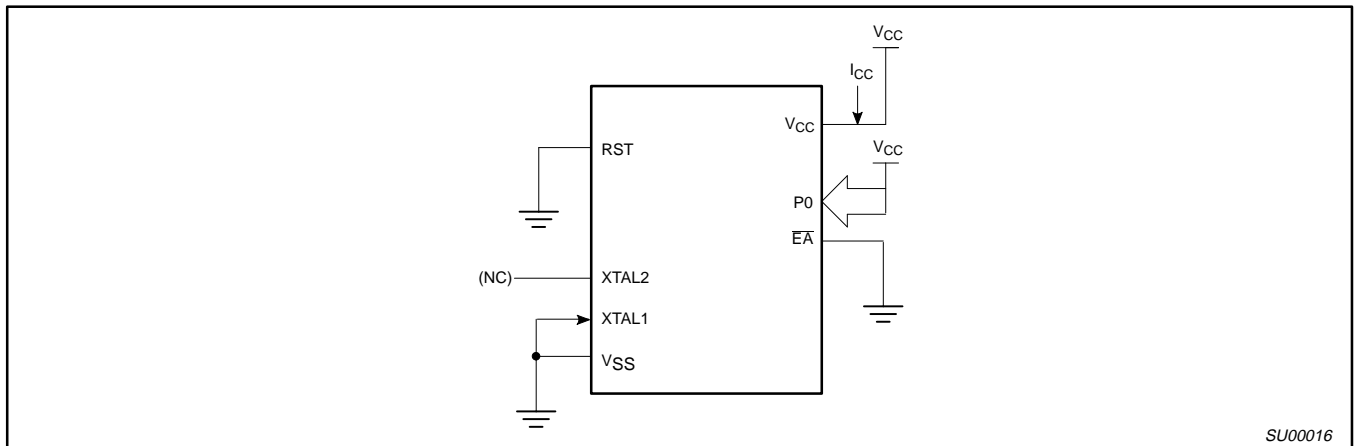 VCC
ICC
VCC
RST
VCC
P0
EA
(NC)
XTAL2
XTAL1
VSS
SU00016